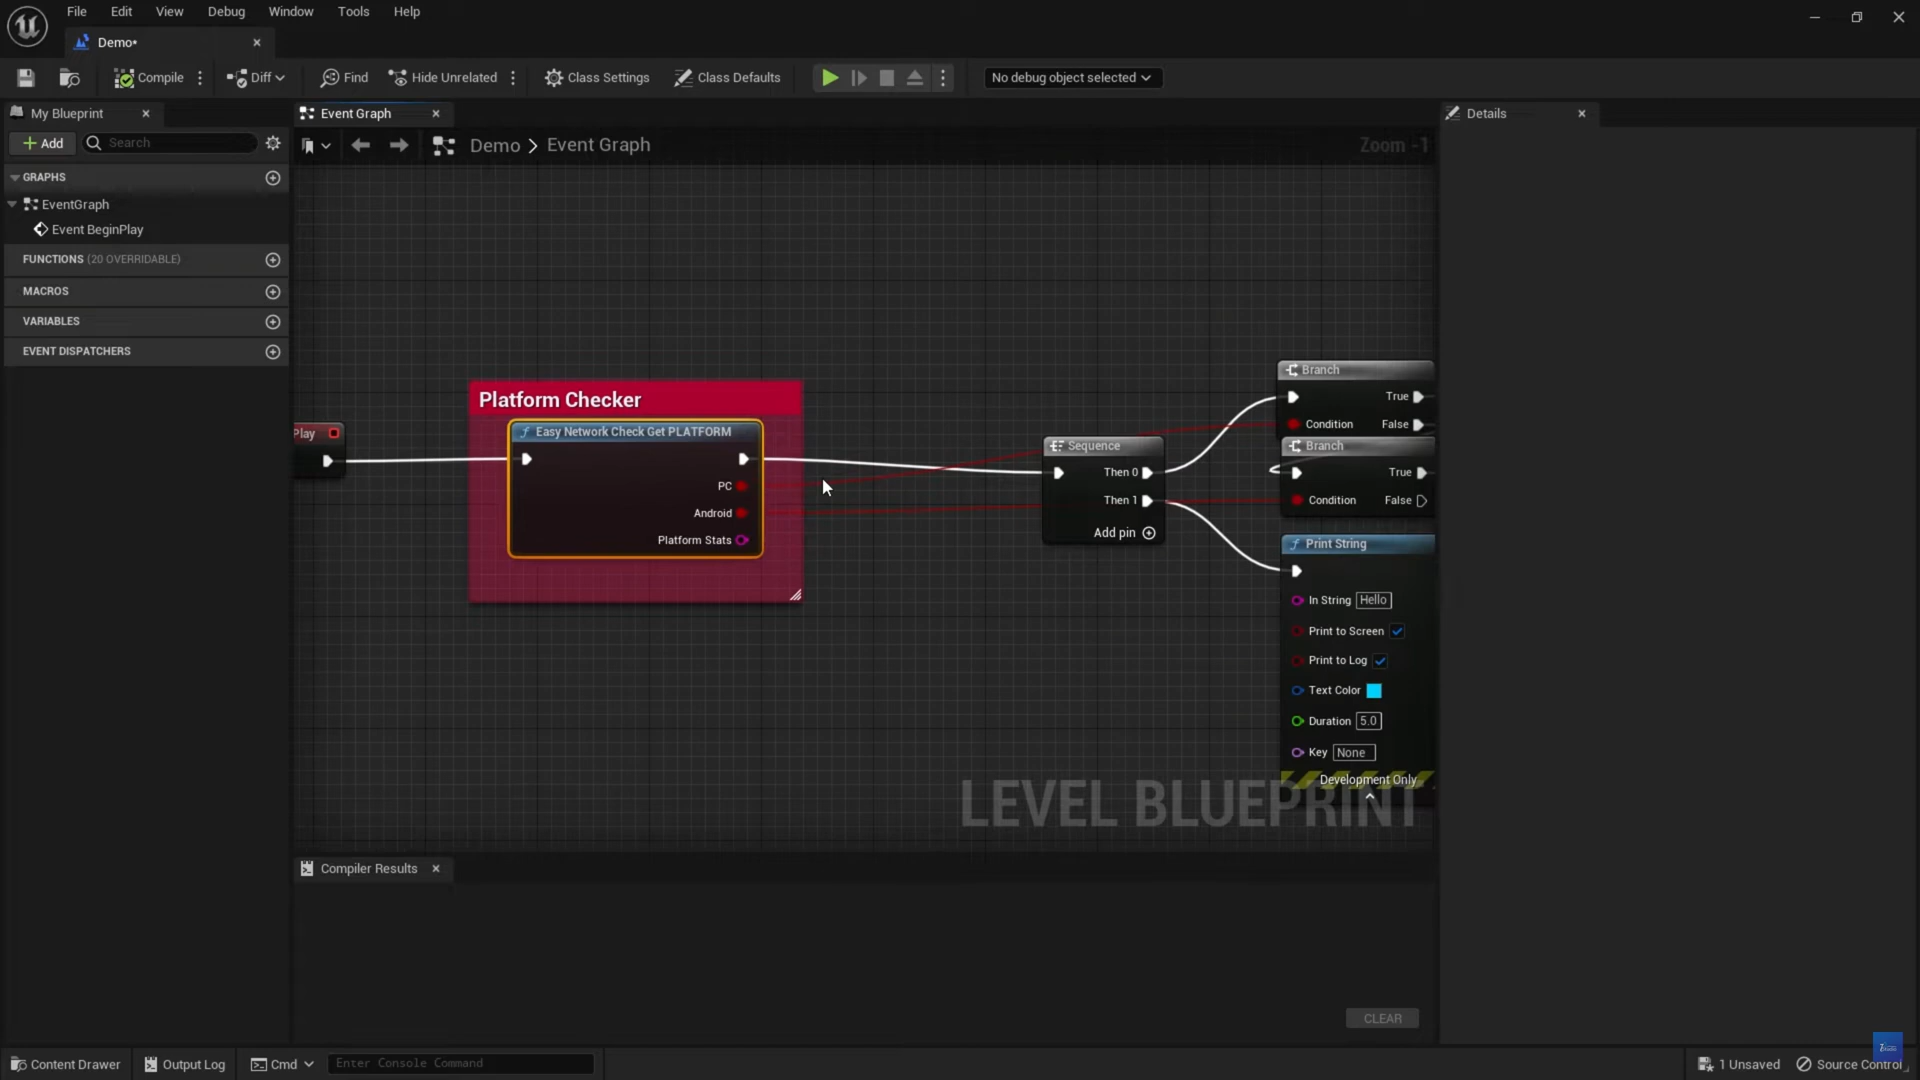 File Edit View Debug Window Tools Help
Demo*
Compile Diff Find Hide Unrelated Class Settings Class Defaults No debug object selected
My Blueprint
Event Graph
Details
Add Search
Demo > Event Graph Zoom -1
GRAPHS
EventGraph
Event BeginPlay
FUNCTIONS (20 OVERRIDABLE)
MACROS
VARIABLES
EVENT DISPATCHERS
Play
Platform Checker
Easy Network Check Get PLATFORM
PC
Android
Platform Stats
Sequence
Then 0
Then 1
Add pin
Branch
True
Condition False
Branch
True
Condition False
Print String
In String Hello
Print to Screen
Print to Log
Text Color
Duration 5.0
Key None
Development Only
LEVEL BLUEPRINT
Compiler Results
CLEAR
Content Drawer Output Log Cmd Enter Console Command 1 Unsaved Source Control